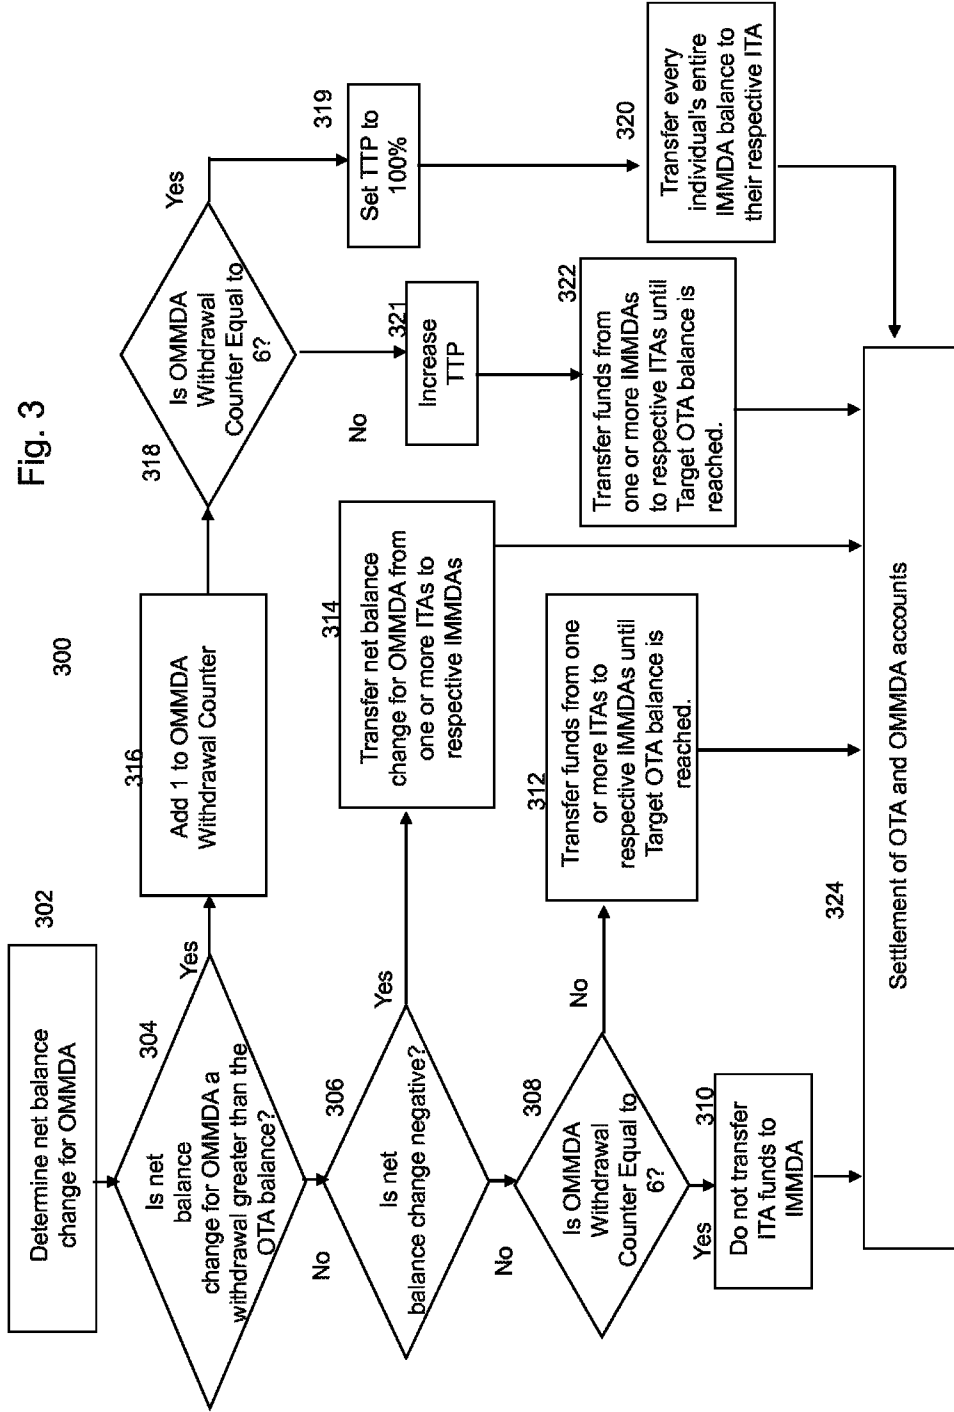 Fig. 3
300
302
Determine net balance
change for OMMDA
304
Is net
balance
change for OMMDA a
withdrawal greater than the
OTA balance?
Yes
No
316
Add 1 to OMMDA
Withdrawal Counter
318
Is OMMDA
Withdrawal
Counter Equal to
6?
Yes
No
319
Set TTP to
100%
320
Transfer every
individual's entire
IMMDA balance to
their respective ITA
321
Increase
TTP
322
Transfer funds from
one or more IMMDAs
to respective ITAs until
Target OTA balance is
reached.
306
Is net
balance change negative?
Yes
No
314
Transfer net balance
change for OMMDA from
one or more ITAs to
respective IMMDAs
308
Is OMMDA
Withdrawal
Counter Equal to
6?
No
Yes
312
Transfer funds from one
or more ITAs to
respective IMMDAs until
Target OTA balance is
reached.
310
Do not transfer
ITA funds to
IMMDA
324
Settlement of OTA and OMMDA accounts